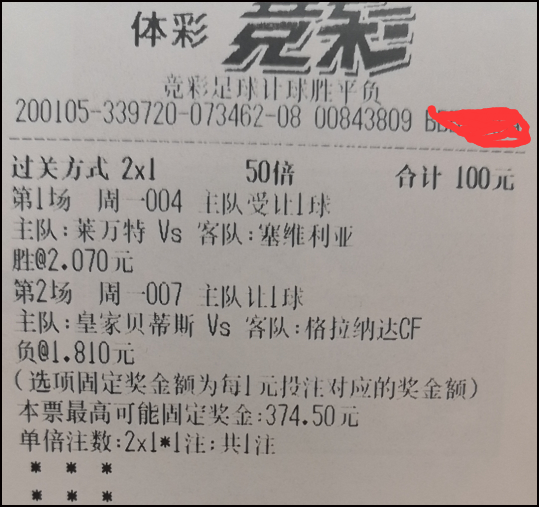 体彩 竞彩
竞彩足球让球胜平负
200105-339720-073462-08 00843809
过关方式 2x1 50倍 合计 100元
第1场 周一004 主队受让1球
主队:莱万特 Vs 客队:塞维利亚
胜@2.070元
第2场 周一007 主队让1球
主队:皇家贝蒂斯 Vs 客队:格拉纳达CF
负@1.810元
(选项固定奖金额为每1元投注对应的奖金额)
本票最高可能固定奖金:374.50元
单倍注数:2x1*1注:共1注
* * *
* * *